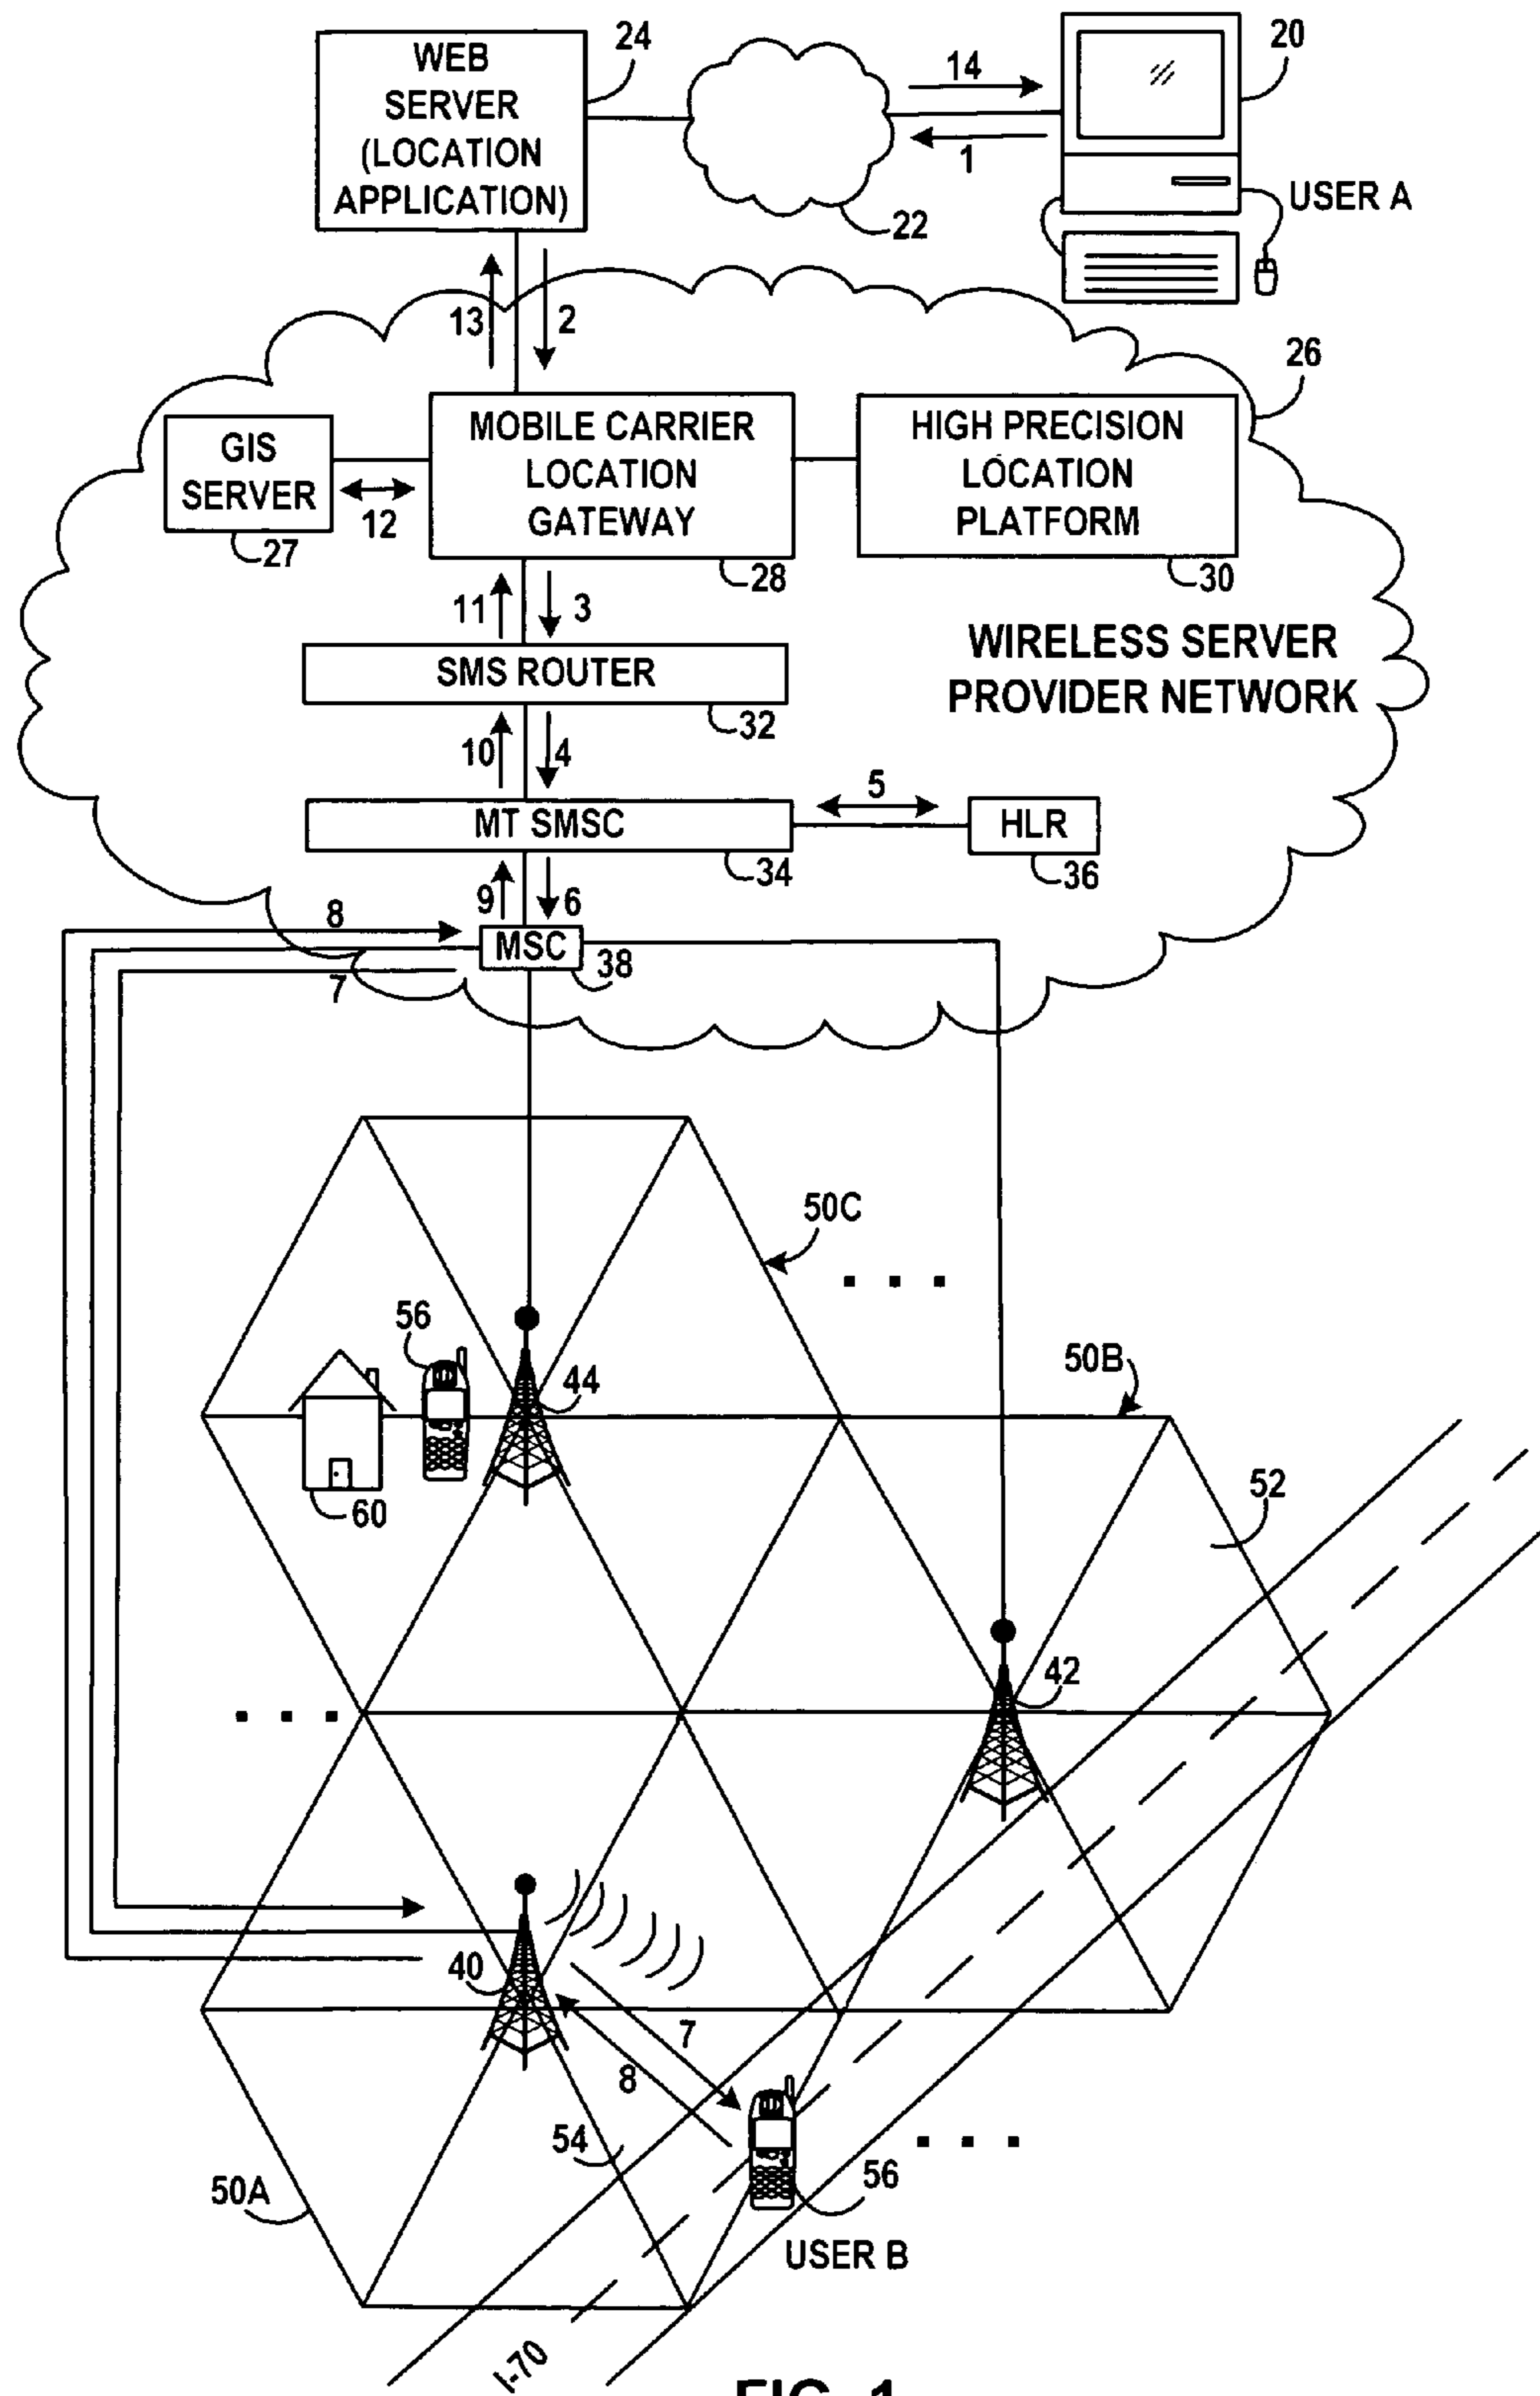 WEB
SERVER
(LOCATION
APPLICATION)
24
14
1
22
20
USER A
13
2
26
GIS
SERVER
27
12
MOBILE CARRIER
LOCATION
GATEWAY
28
HIGH PRECISION
LOCATION
PLATFORM
30
11
3
SMS ROUTER
32
WIRELESS SERVER
PROVIDER NETWORK
10
4
MT SMSC
34
5
HLR
36
9
6
8
MSC
38
7
50C
56
44
50B
60
52
42
40
7
8
54
56
50A
USER B
I-70
FIG. 1